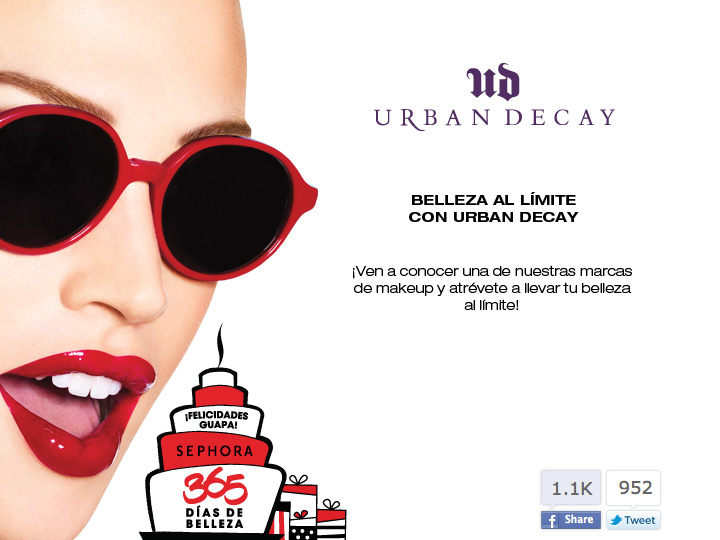 ud
URBAN DECAY
BELLEZA AL LÍMITE
CON URBAN DECAY
¡Ven a conocer una de nuestras marcas
de makeup y atrévete a llevar tu belleza
al límite!
¡FELICIDADES
GUAPA!
SEPHORA
365
DÍAS DE
BELLEZA
1.1K
952
f Share
Tweet